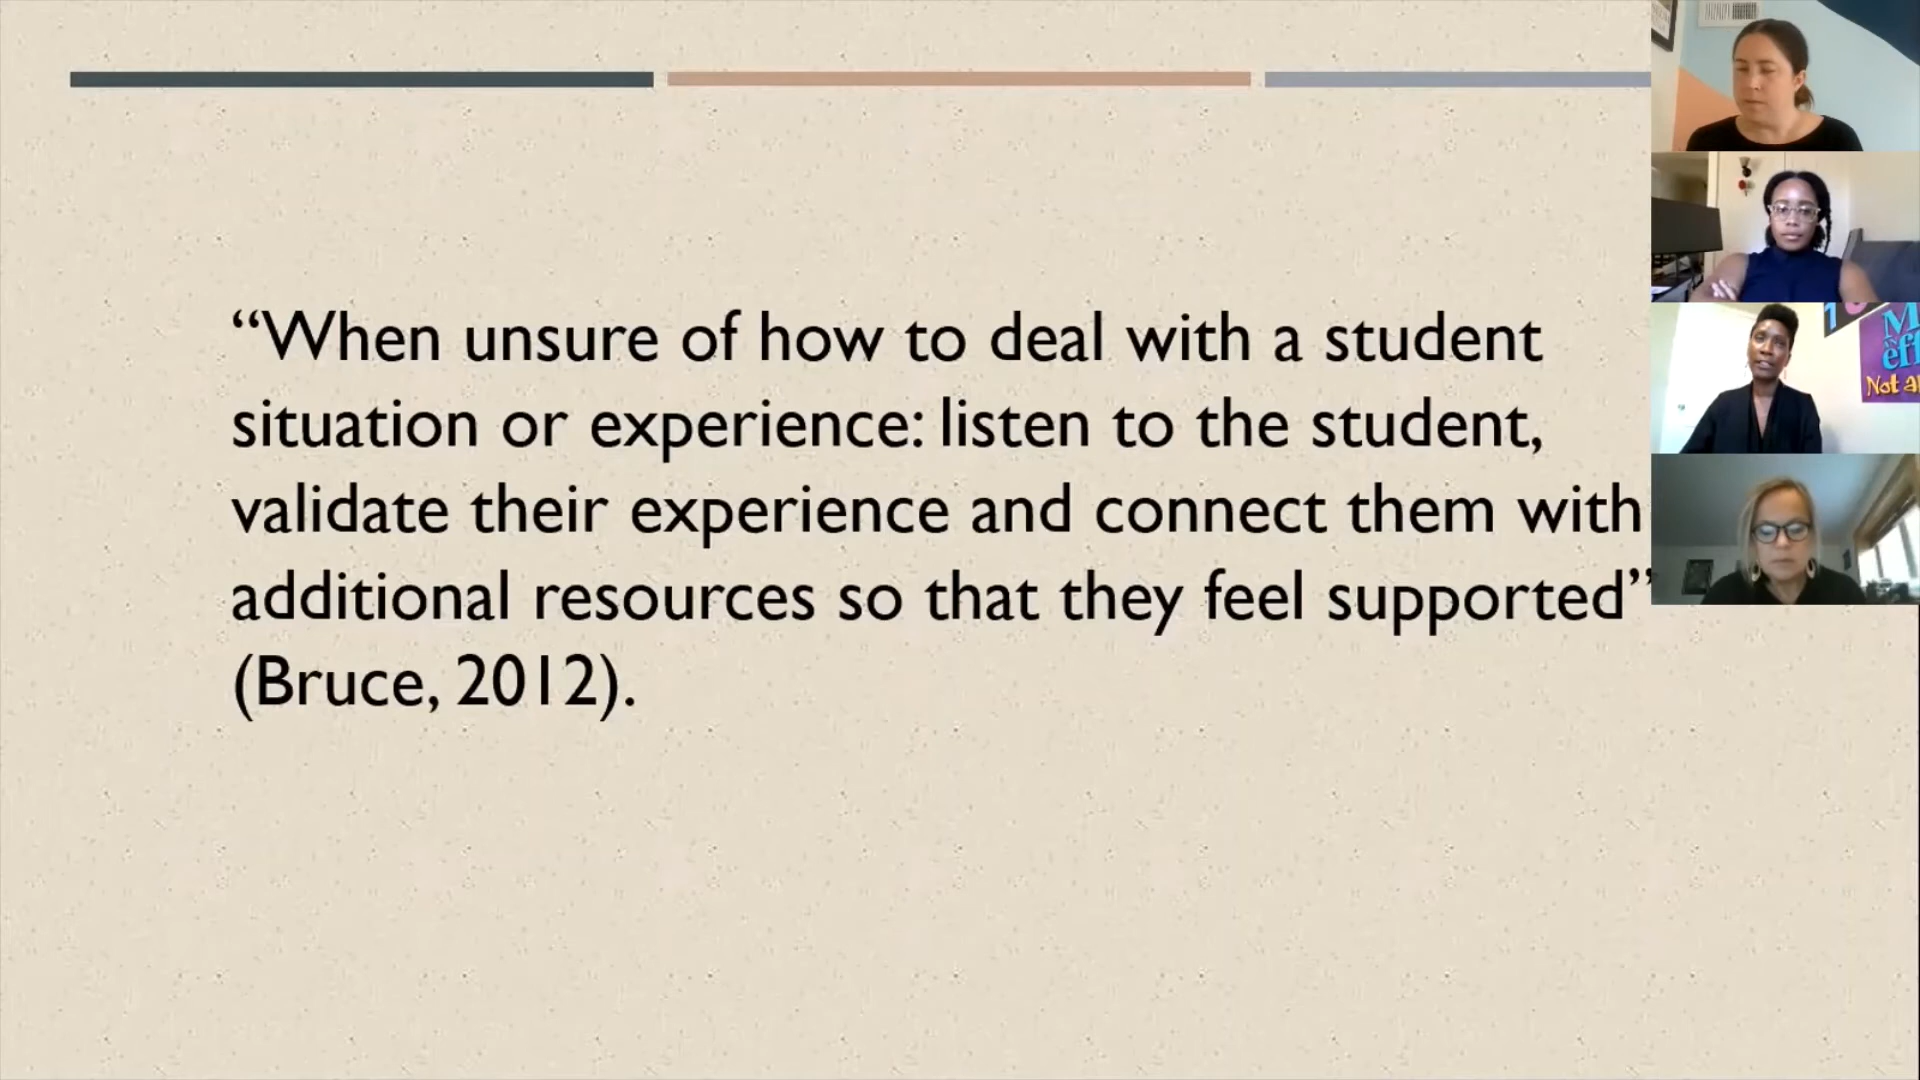 “When unsure of how to deal with a student
situation or experience: listen to the student,
validate their experience and connect them with
additional resources so that they feel supported”
(Bruce, 2012).
Not a